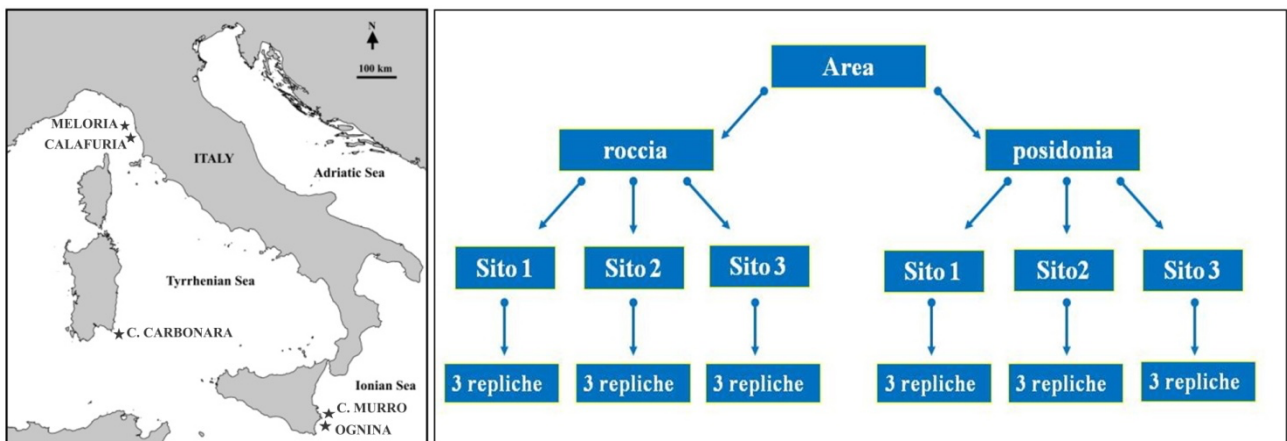 N
100 km
MELORIA
CALAFURIA
ITALY
Adriatic Sea
Tyrrhenian Sea
C. CARBONARA
Ionian Sea
C. MURRO
OGNINA
Area
roccia posidonia
Sito 1 Sito 2 Sito 3 Sito 1 Sito2 Sito 3
3 repliche 3 repliche 3 repliche 3 repliche 3 repliche 3 repliche